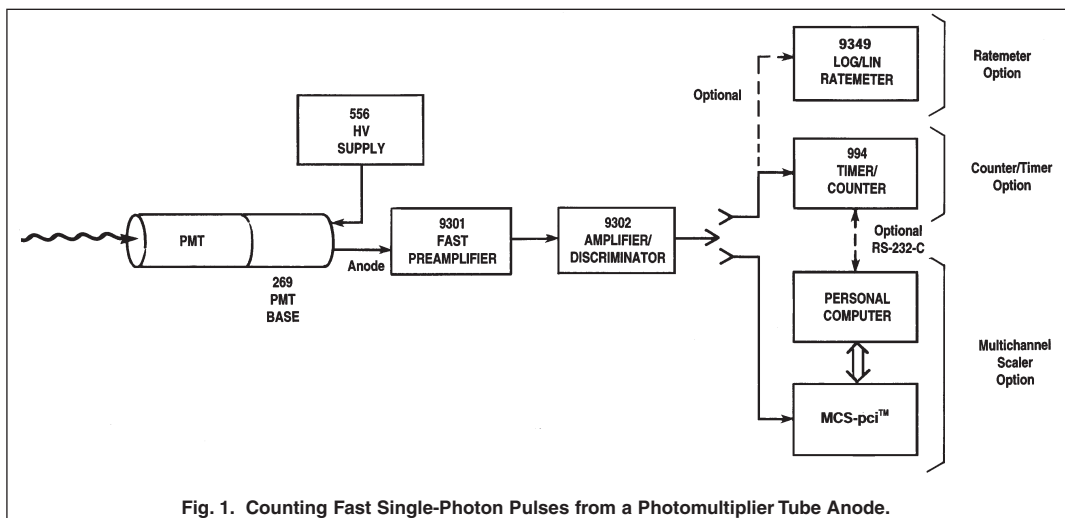 9349
LOG/LIN
RATEMETER
Ratemeter
Option
Optional
556
HV
SUPPLY
994
TIMER/
COUNTER
Counter/Timer
Option
PMT
9301
FAST
PREAMPLIFIER
9302
AMPLIFIER/
DISCRIMINATOR
Anode
269
PMT
BASE
Optional
RS-232-C
PERSONAL
COMPUTER
Multichannel
Scaler
Option
MCS-pci™
Fig. 1. Counting Fast Single-Photon Pulses from a Photomultiplier Tube Anode.